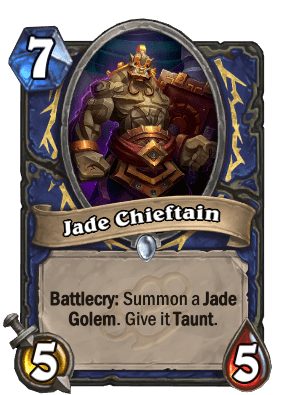 7
Jade Chieftain
Battlecry: Summon a Jade
Golem. Give it Taunt.
5
5